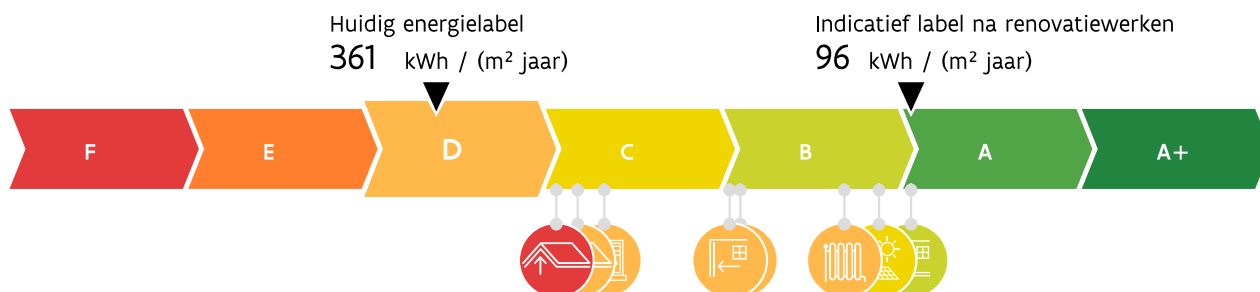 Huidig energielabel
361 kWh / (m² jaar)
Indicatief label na renovatiewerken
96 kWh / (m² jaar)
F E D C B A A+